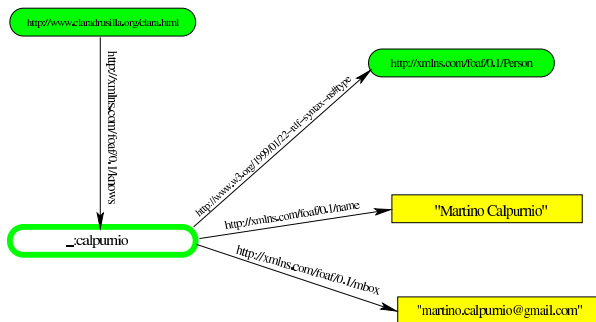 http://www.claradrusilla.org/clara.html
http://xmlns.com/foaf/0.1/knows
http://xmlns.com/foaf/0.1/Person
http://www.w3.org/1999/01/22-rdf-syntax-ns#type
http://xmlns.com/foaf/0.1/name
"Martino Calpurnio"
_:calpurnio
http://xmlns.com/foaf/0.1/mbox
"martino.calpurnio@gmail.com"